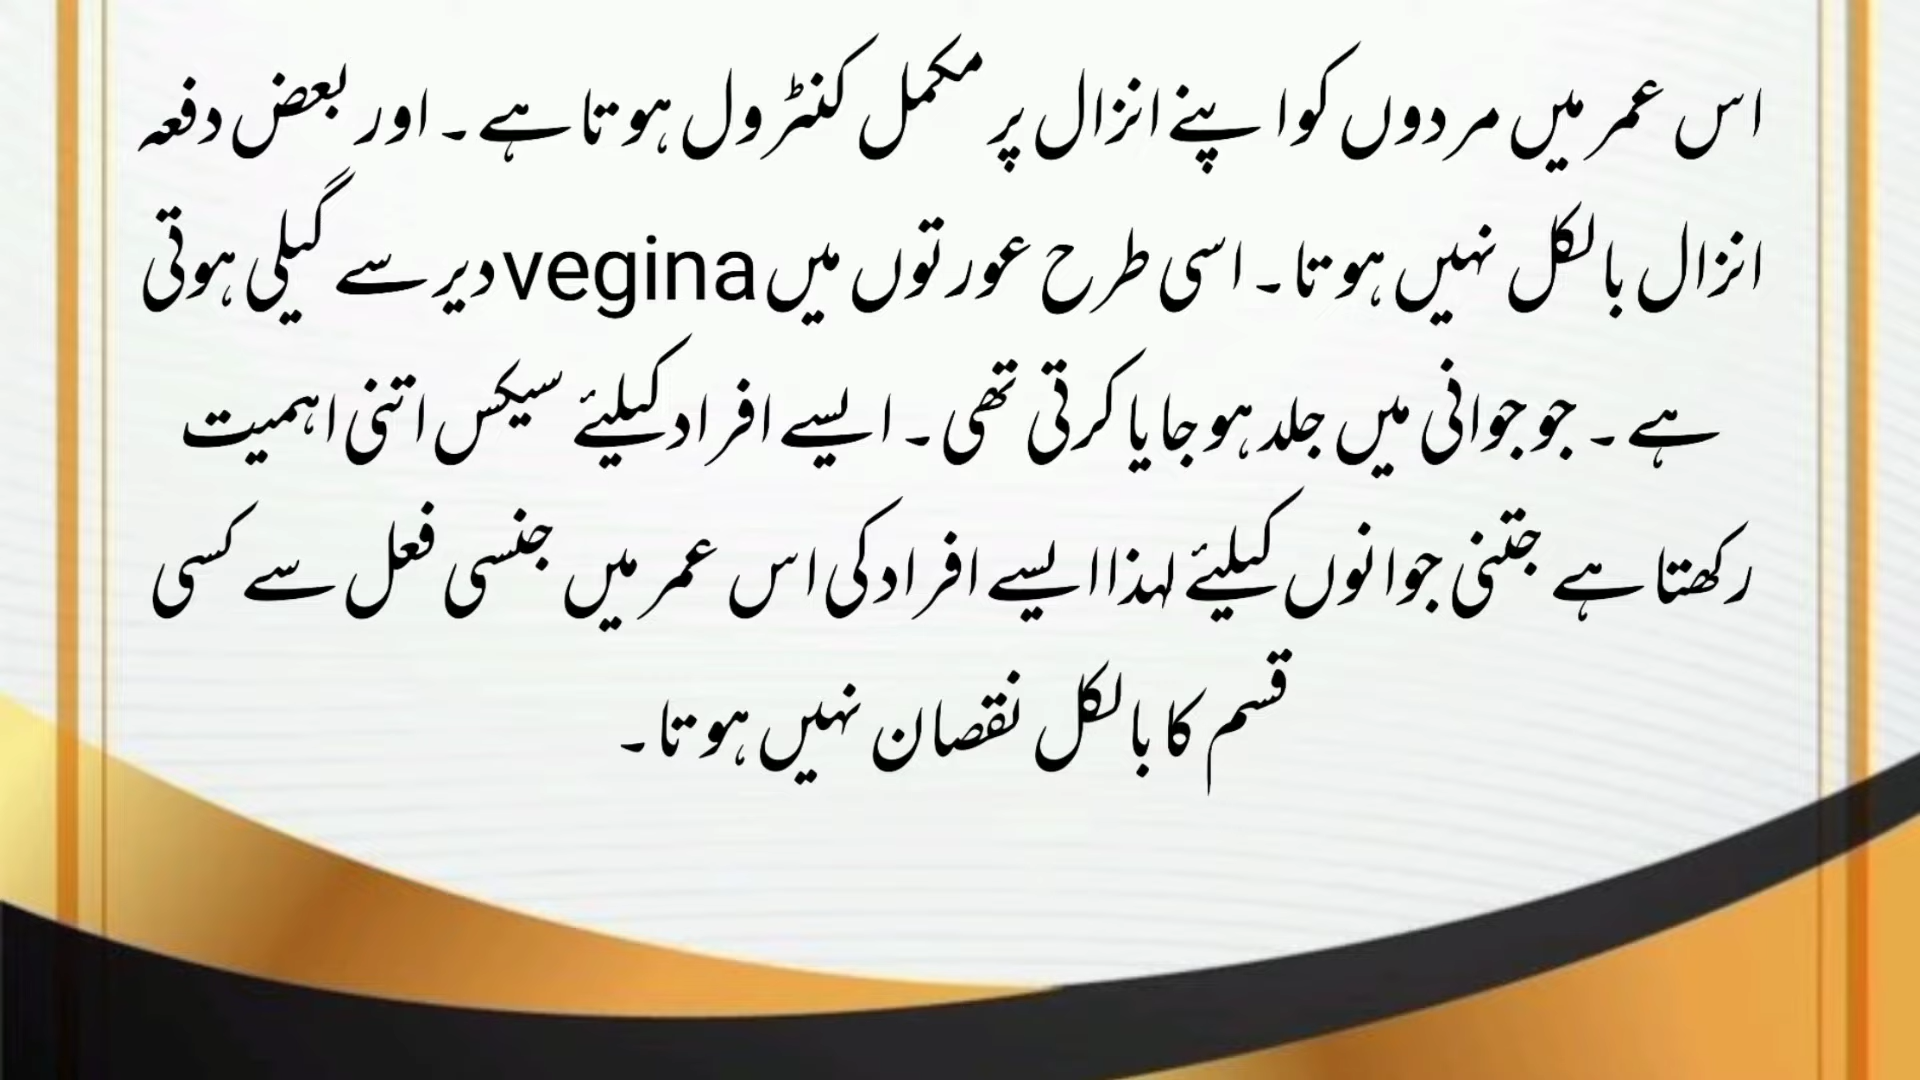 اس عمر میں مردوں کو اپنے انزال پر مکمل کنٹرول ہوتا ہے۔ اور بعض دفعہ
انزال بالکل نہیں ہوتا۔ اسی طرح عورتوں میں vegina دیر سے گیلی ہوتی
ہے۔ جو جوانی میں جلد ہو جایا کرتی تھی۔ ایسے افراد کیلیئے سیکس اتنی اہمیت
رکھتا ہے جتنی جوانوں کیلیئے لہذا ایسے افراد کی اس عمر میں جنسی فعل سے کسی
قسم کا بالکل نقصان نہیں ہوتا۔